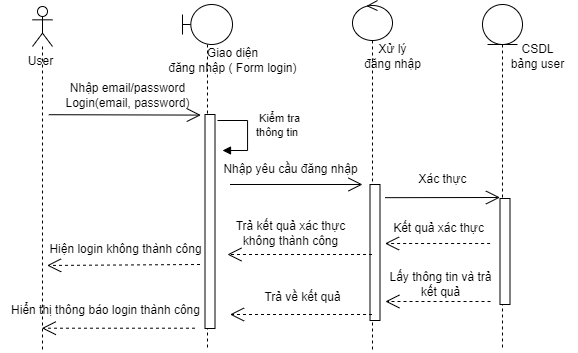 User
Giao diện
đăng nhập ( Form login)
Xử lý
đăng nhập
CSDL
bảng user
Nhập email/password
Login(email, password)
Kiểm tra
thông tin
Nhập yêu cầu đăng nhập
Xác thực
Trả kết quả xác thực
không thành công
Kết quả xác thực
Hiện login không thành công
Lấy thông tin và trả
kết quả
Trả về kết quả
Hiển thị thông báo login thành công